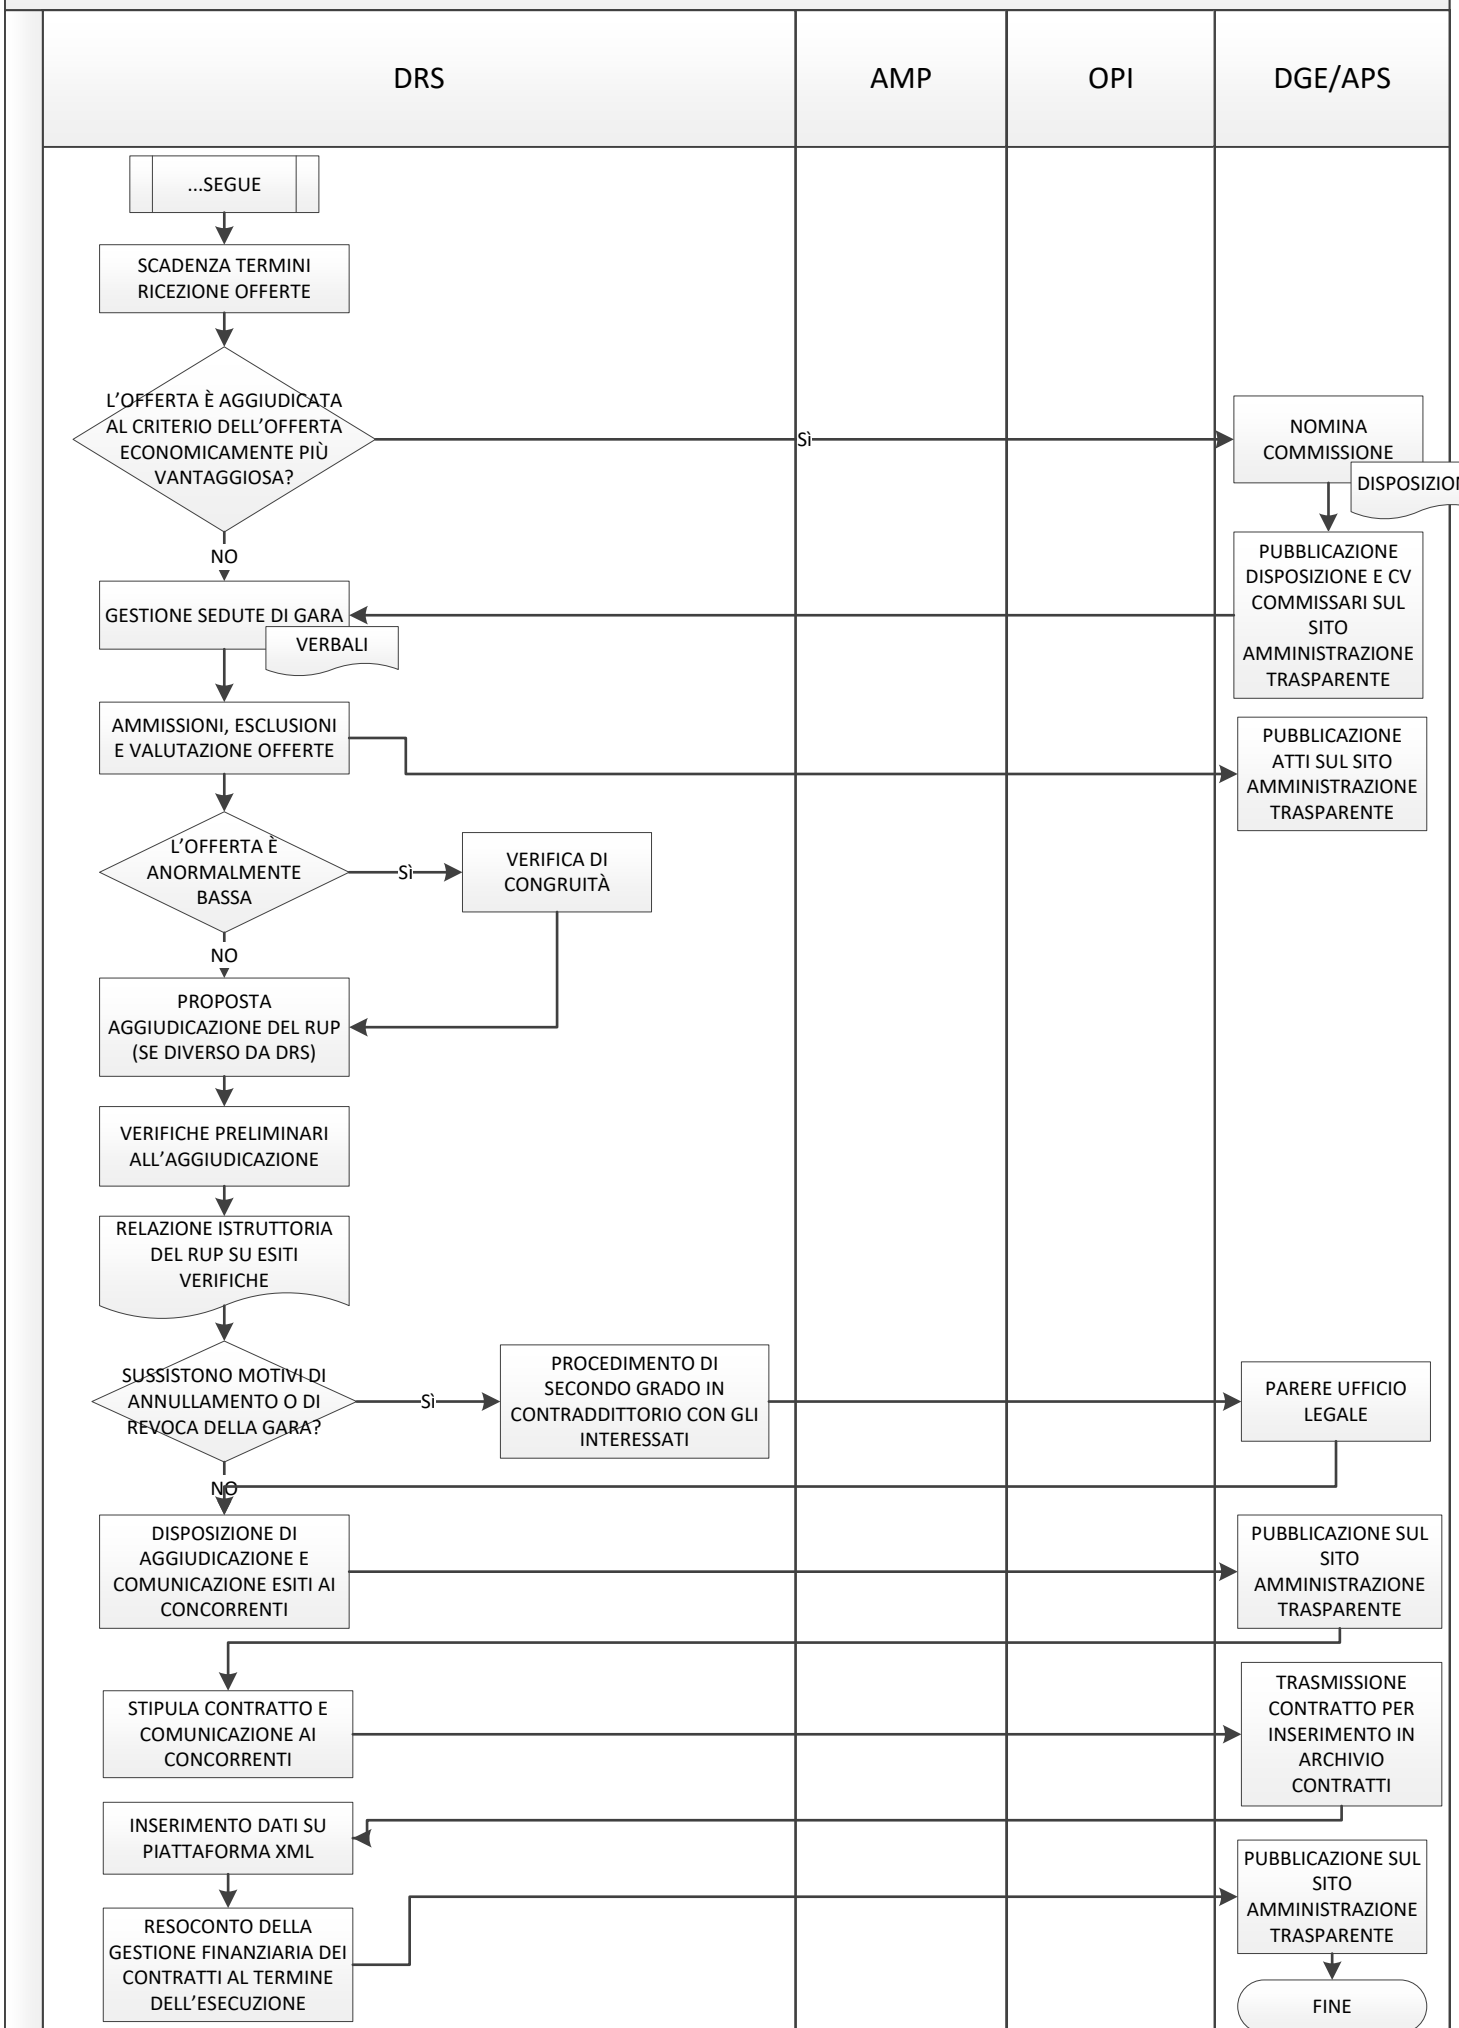 DRS
AMP
OPI
DGE/APS
...SEGUE
SCADENZA TERMINI
RICEZIONE OFFERTE
L’OFFERTA È AGGIUDICATA
AL CRITERIO DELL’OFFERTA
ECONOMICAMENTE PIÙ
VANTAGGIOSA?
Sì
NOMINA
COMMISSIONE
DISPOSIZION
NO
PUBBLICAZIONE
DISPOSIZIONE E CV
COMMISSARI SUL
SITO
AMMINISTRAZIONE
TRASPARENTE
GESTIONE SEDUTE DI GARA
VERBALI
AMMISSIONI, ESCLUSIONI
E VALUTAZIONE OFFERTE
PUBBLICAZIONE
ATTI SUL SITO
AMMINISTRAZIONE
TRASPARENTE
L’OFFERTA È
ANORMALMENTE
BASSA
Sì
VERIFICA DI
CONGRUITÀ
NO
PROPOSTA
AGGIUDICAZIONE DEL RUP
(SE DIVERSO DA DRS)
VERIFICHE PRELIMINARI
ALL’AGGIUDICAZIONE
RELAZIONE ISTRUTTORIA
DEL RUP SU ESITI
VERIFICHE
SUSSISTONO MOTIVI DI
ANNULLAMENTO O DI
REVOCA DELLA GARA?
Sì
PROCEDIMENTO DI
SECONDO GRADO IN
CONTRADDITTORIO CON GLI
INTERESSATI
PARERE UFFICIO
LEGALE
NO
DISPOSIZIONE DI
AGGIUDICAZIONE E
COMUNICAZIONE ESITI AI
CONCORRENTI
PUBBLICAZIONE SUL
SITO
AMMINISTRAZIONE
TRASPARENTE
STIPULA CONTRATTO E
COMUNICAZIONE AI
CONCORRENTI
TRASMISSIONE
CONTRATTO PER
INSERIMENTO IN
ARCHIVIO
CONTRATTI
INSERIMENTO DATI SU
PIATTAFORMA XML
RESOCONTO DELLA
GESTIONE FINANZIARIA DEI
CONTRATTI AL TERMINE
DELL’ESECUZIONE
PUBBLICAZIONE SUL
SITO
AMMINISTRAZIONE
TRASPARENTE
FINE